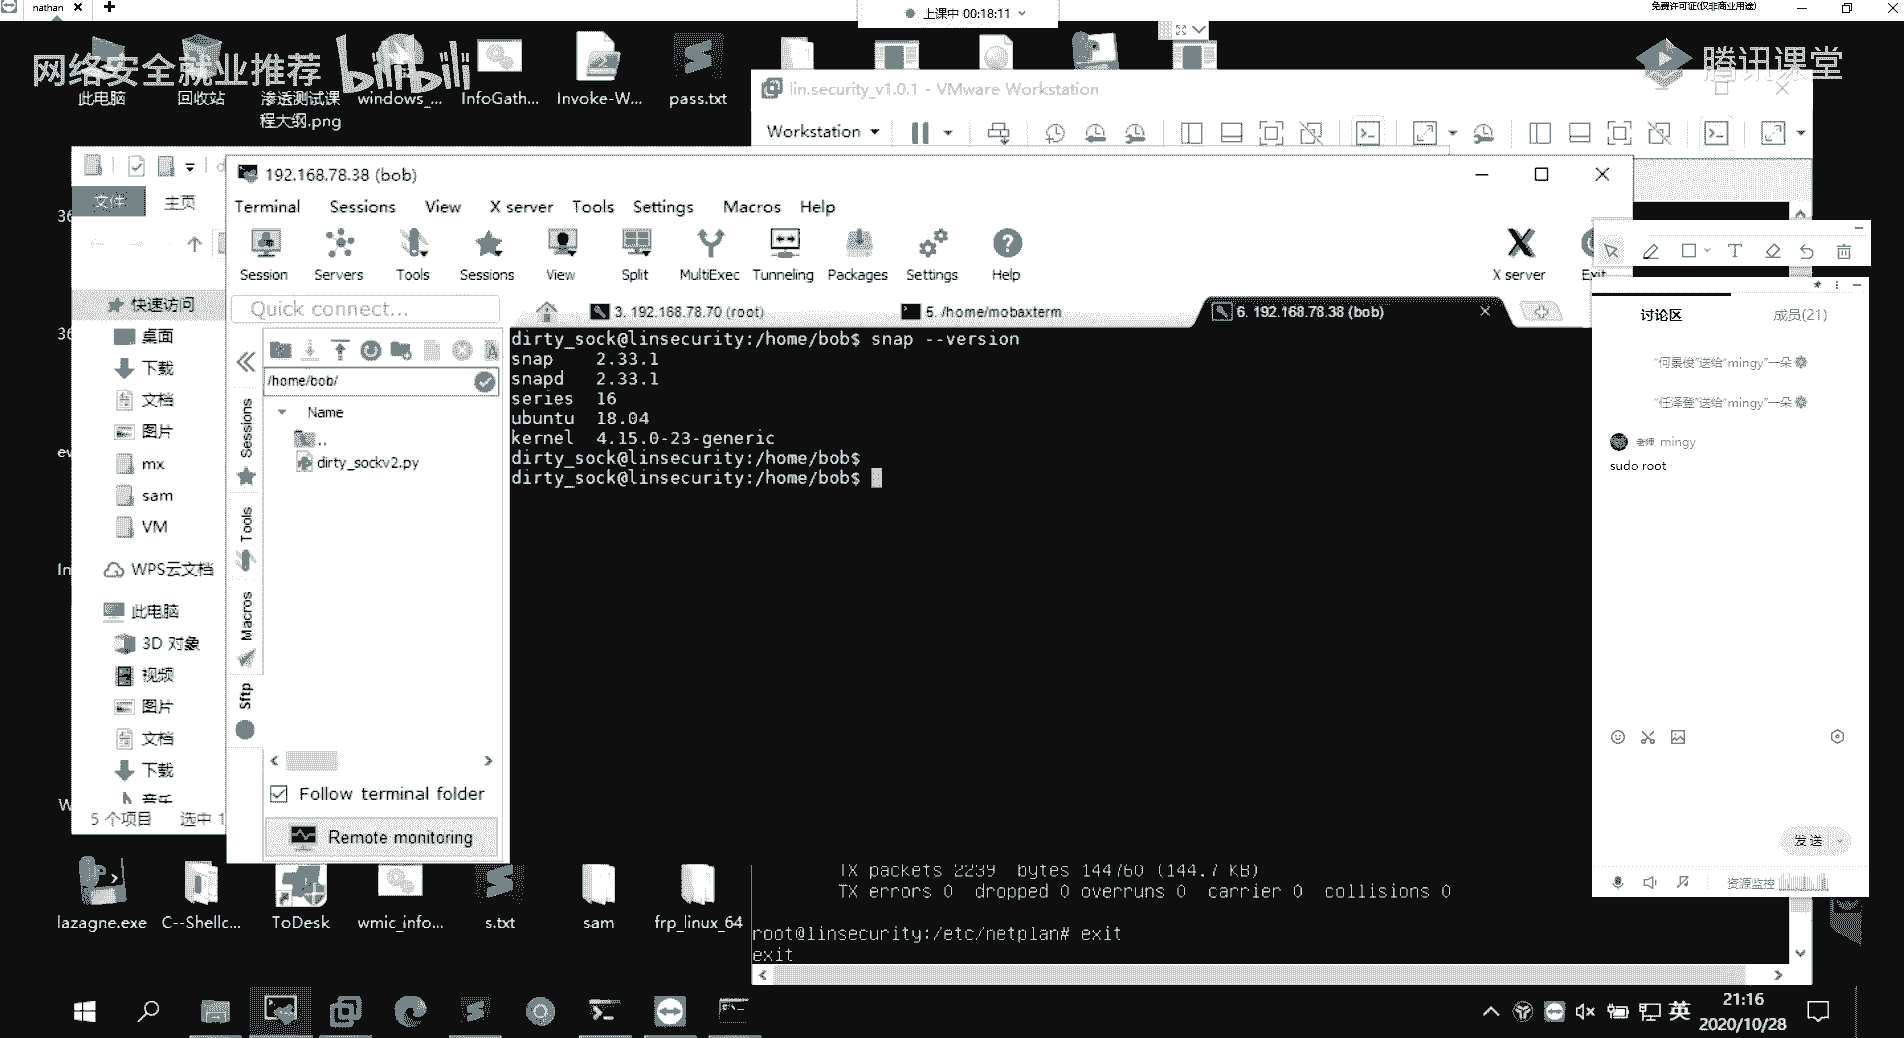 nathan
上课中 00:18:11
免费许可证(仅非商业用途)
网络安全就业推荐
bilibili
腾讯课堂
此电脑
回收站
渗透测试课程大纲.png
windows_...
InfoGath...
Invoke-W...
pass.txt
lin.security_v1.0.1 - VMware Workstation
Workstation
文件
主页
192.168.78.38 (bob)
Terminal Sessions View X server Tools Settings Macros Help
Session Servers Tools Sessions View Split MultiExec Tunneling Packages Settings Help
X server Exit
Quick connect...
3. 192.168.78.70 (root)
5. /home/mobaxterm
6. 192.168.78.38 (bob)
快速访问
桌面
下载
文档
图片
mx
sam
VM
WPS云文档
此电脑
3D 对象
视频
图片
文档
下载
音乐
5 个项目 选中 1
Sessions
Tools
Macros
Sftp
/home/bob/
Name
..
dirty_sockv2.py
Follow terminal folder
Remote monitoring
dirty_sock@linsecurity:/home/bob$ snap --version
snap 2.33.1
snapd 2.33.1
series 16
ubuntu 18.04
kernel 4.15.0-23-generic
dirty_sock@linsecurity:/home/bob$
dirty_sock@linsecurity:/home/bob$
讨论区
成员(21)
“何景俊”送给“mingy”一朵
“任泽登”送给“mingy”一朵
老师 mingy
sudo root
发送
资源监控
TX packets 2239 bytes 144760 (144.7 KB)
TX errors 0 dropped 0 overruns 0 carrier 0 collisions 0
root@linsecurity:/etc/netplan# exit
exit
lazagne.exe
C--Shellc...
ToDesk
wmic_info...
s.txt
sam
frp_linux_64
英
21:16
2020/10/28